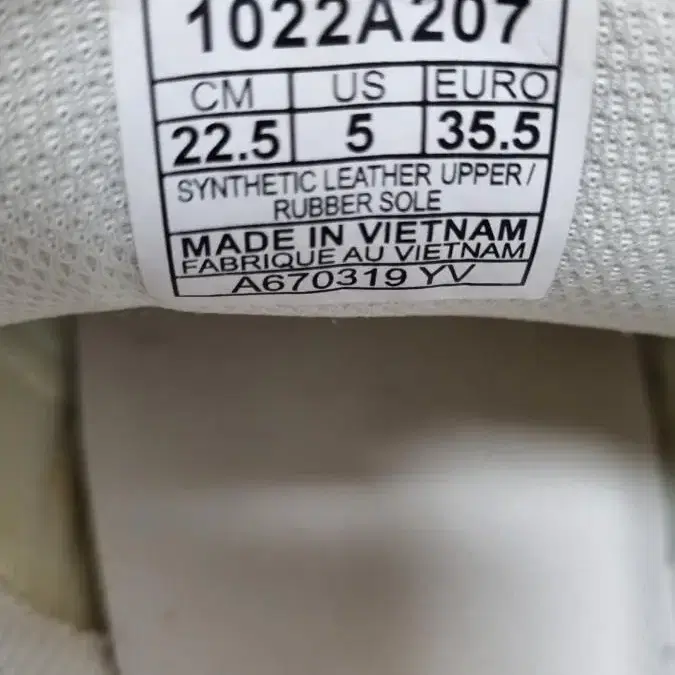 1022A207
CM US EURO
22.5 5 35.5
SYNTHETIC LEATHER UPPER/
RUBBER SOLE
MADE IN VIETNAM
FABRIQUE AU VIETNAM
A670319 YV